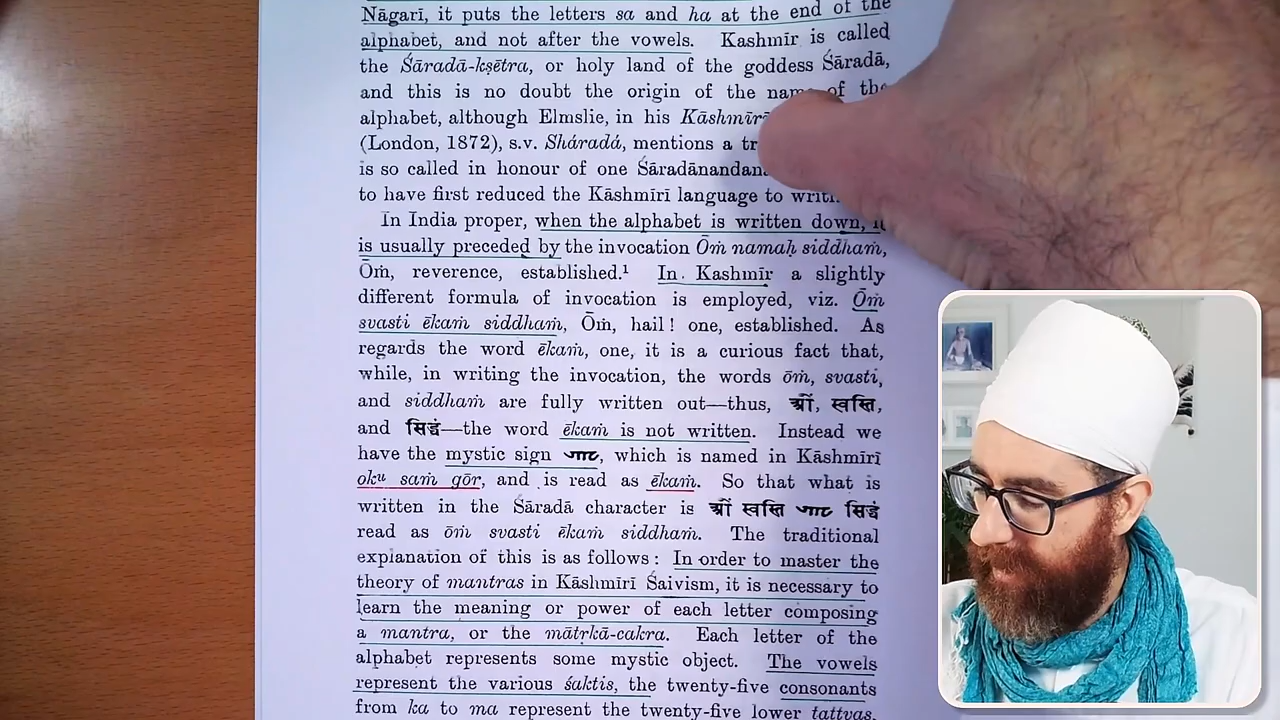 Nāgarī, it puts the letters sa and ha at the end of the
alphabet, and not after the vowels. Kashmīr is called
the Śāradā-kṣētra, or holy land of the goddess Śāradā,
and this is no doubt the origin of the name of the
alphabet, although Elmslie, in his
(London, 1872), s.v. Sháradá, mentions a
is so called in honour of one
to have first reduced the Kāshmīrī language to
In India proper, when the alphabet is written down, it
is usually preceded by the invocation Ōṁ namaḥ siddhaṁ,
Ōṁ, reverence, established.¹ In Kashmīr a slightly
different formula of invocation is employed, viz. Ōṁ
svasti ēkaṁ siddhaṁ, Ōṁ, hail! one, established. As
regards the word ēkaṁ, one, it is a curious fact that,
while, in writing the invocation, the words ōṁ, svasti,
and siddhaṁ are fully written out—thus,
and —the word ēkaṁ is not written. Instead we
have the mystic sign , which is named in Kāshmīrī
okᵘ saṁ gōr, and is read as ēkaṁ. So that what is
written in the Śāradā character is
read as ōṁ svasti ēkaṁ siddhaṁ. The traditional
explanation of this is as follows: In order to master the
theory of mantras in Kāshmīrī Śaivism, it is necessary to
learn the meaning or power of each letter composing
a mantra, or the mātṛkā-cakra. Each letter of the
alphabet represents some mystic object. The vowels
represent the various śaktis, the twenty-five consonants
from ka to ma represent the twenty-five lower tattvas,